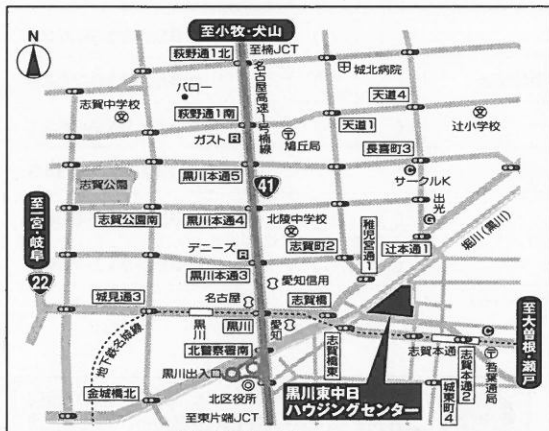 至小牧・犬山
N
萩野通1北
至楠JCT
城北病院
バロー
名古屋高速1号楠線
天道4
志賀中学校
萩野通1南
辻小学校
天道1
ガスト
鳩丘局
長喜町3
黒川本通5
サークルK
志賀公園
41
出光
至一宮・岐阜
志賀公園南
黒川本通4
北陵中学校
稚児宮通1
辻本通1
堀川(黒川)
デニーズ
志賀町2
22
黒川本通3
愛知信用
城見通3
名古屋
志賀橋
至大曽根・瀬戸
地下鉄名城線
黒川
黒川
愛知
志賀橋東
志賀本通
志賀本通2
若葉通局
北警察署南
金城橋北
黒川出入口
城東町4
北区役所
黒川東中日
ハウジングセンター
至東片端JCT